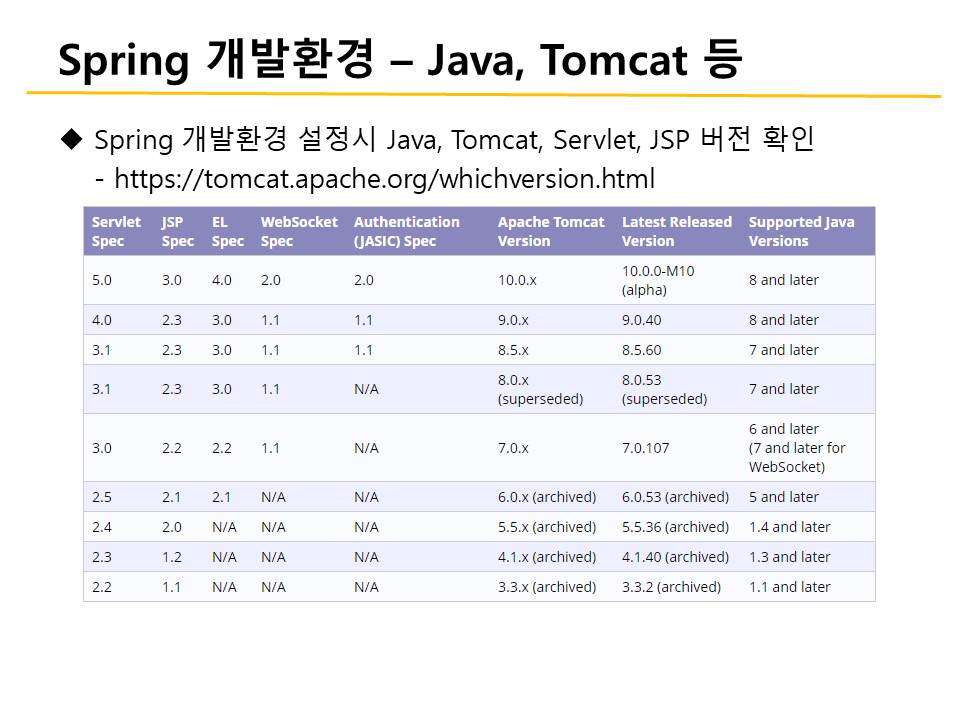 Spring 개발환경 – Java, Tomcat 등
◆ Spring 개발환경 설정시 Java, Tomcat, Servlet, JSP 버전 확인
- https://tomcat.apache.org/whichversion.html
Servlet Spec JSP Spec EL Spec WebSocket Spec Authentication (JASIC) Spec Apache Tomcat Version Latest Released Version Supported Java Versions
5.0 3.0 4.0 2.0 2.0 10.0.x 10.0.0-M10 (alpha) 8 and later
4.0 2.3 3.0 1.1 1.1 9.0.x 9.0.40 8 and later
3.1 2.3 3.0 1.1 1.1 8.5.x 8.5.60 7 and later
3.1 2.3 3.0 1.1 N/A 8.0.x (superseded) 8.0.53 (superseded) 7 and later
3.0 2.2 2.2 1.1 N/A 7.0.x 7.0.107 6 and later (7 and later for WebSocket)
2.5 2.1 2.1 N/A N/A 6.0.x (archived) 6.0.53 (archived) 5 and later
2.4 2.0 N/A N/A N/A 5.5.x (archived) 5.5.36 (archived) 1.4 and later
2.3 1.2 N/A N/A N/A 4.1.x (archived) 4.1.40 (archived) 1.3 and later
2.2 1.1 N/A N/A N/A 3.3.x (archived) 3.3.2 (archived) 1.1 and later